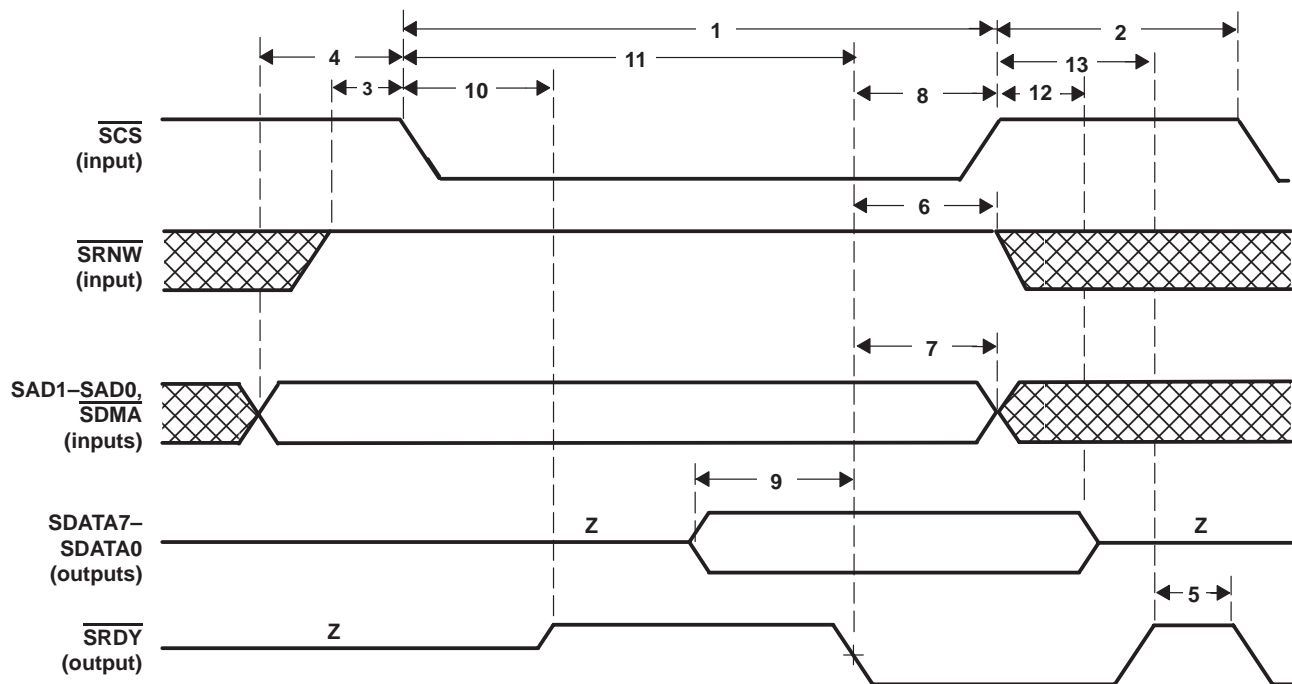 1
2
4
11
13
3
10
8
12
SCS
(input)
6
SRNW
(input)
7
SAD1–SAD0,
SDMA
(inputs)
9
SDATA7–
SDATA0
(outputs)
Z
Z
5
SRDY
(output)
Z